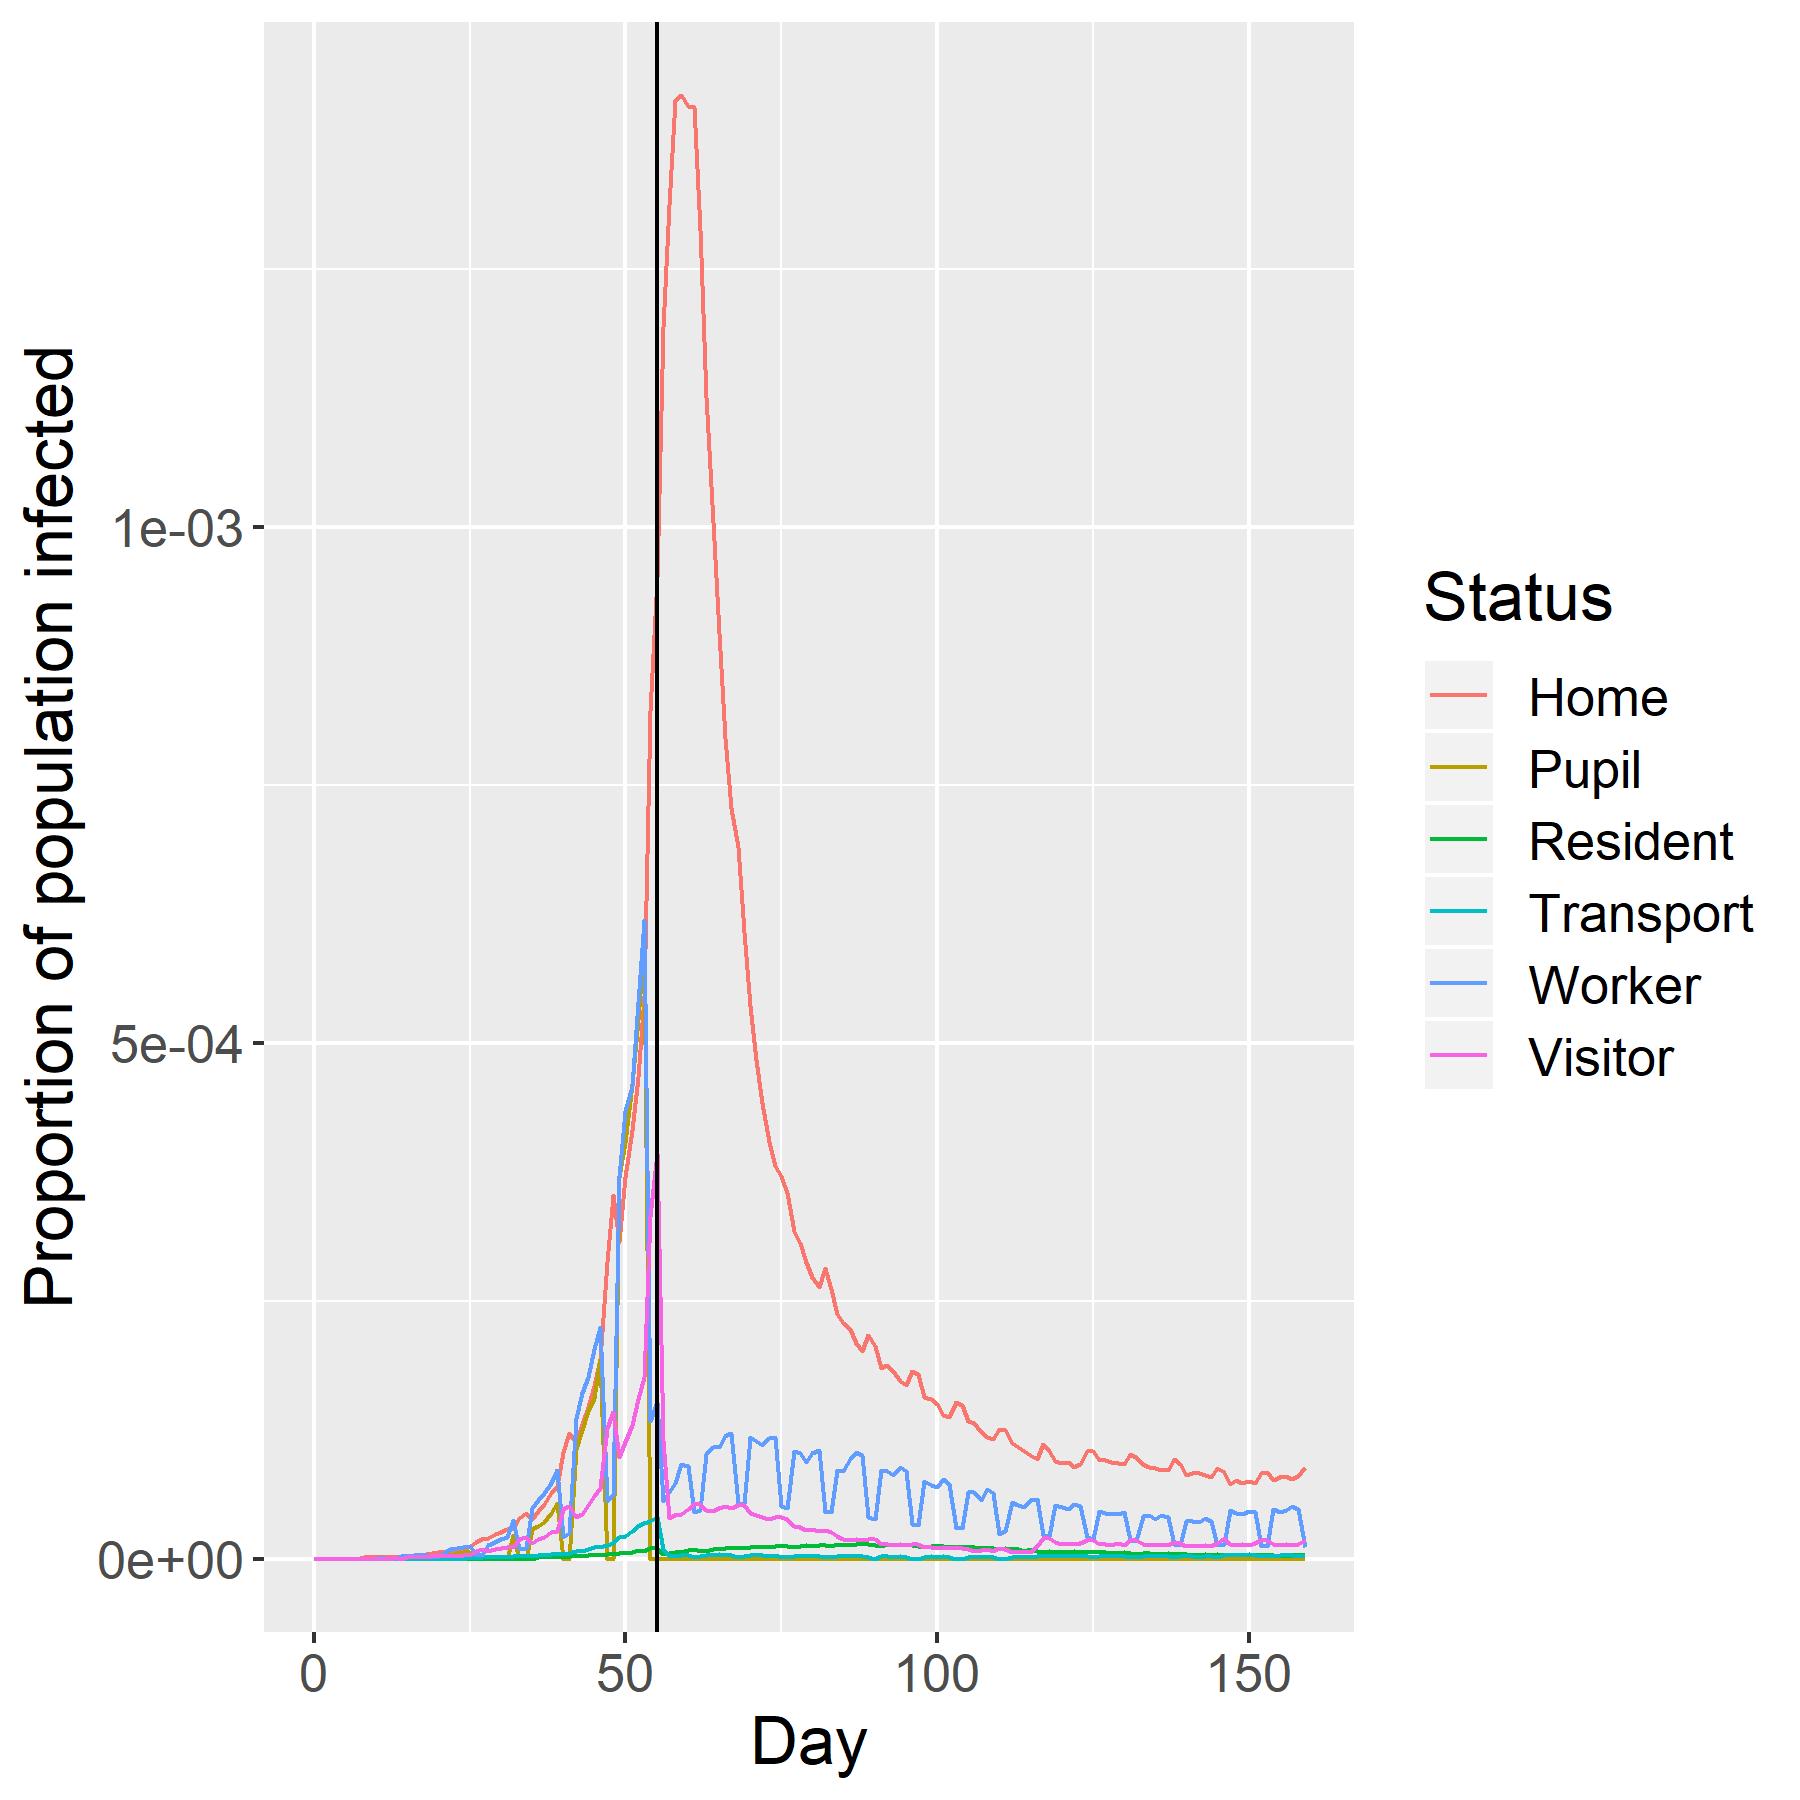 Proportion of population infected
1e-03
5e-04
0e+00
0
50
100
150
Day
Status
Home
Pupil
Resident
Transport
Worker
Visitor